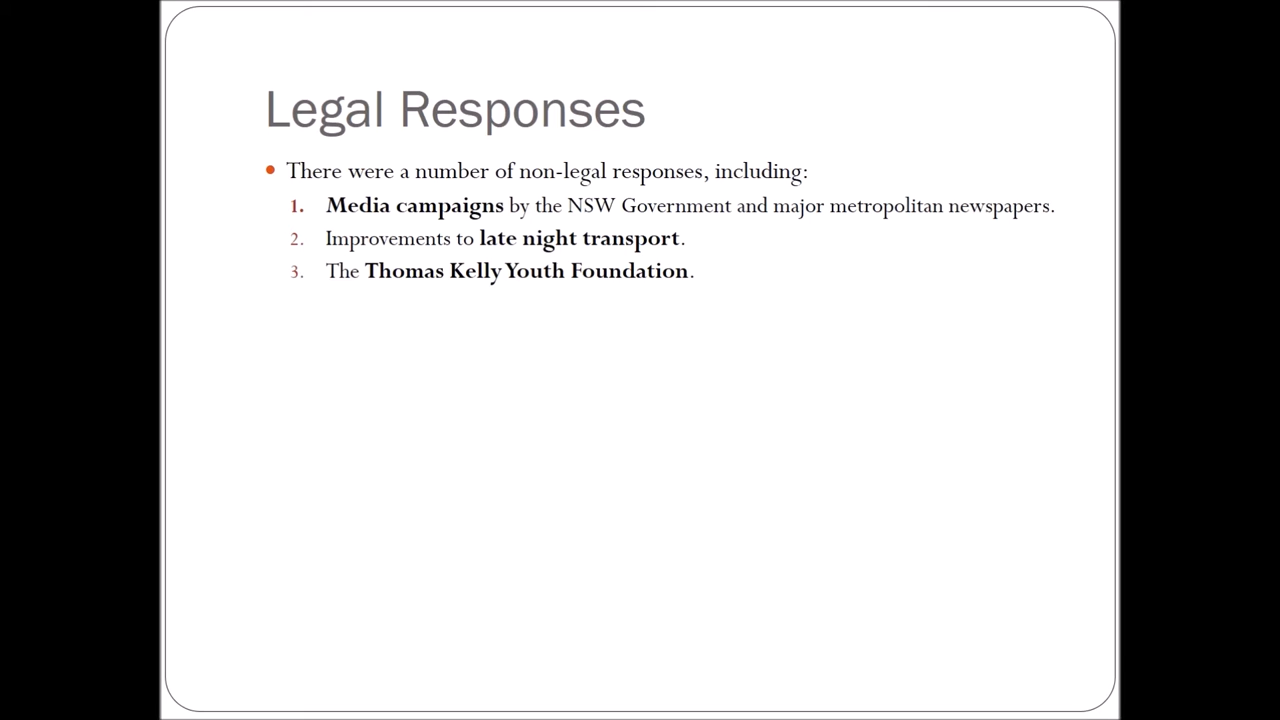 Legal Responses
• There were a number of non-legal responses, including:
1. Media campaigns by the NSW Government and major metropolitan newspapers.
2. Improvements to late night transport.
3. The Thomas Kelly Youth Foundation.